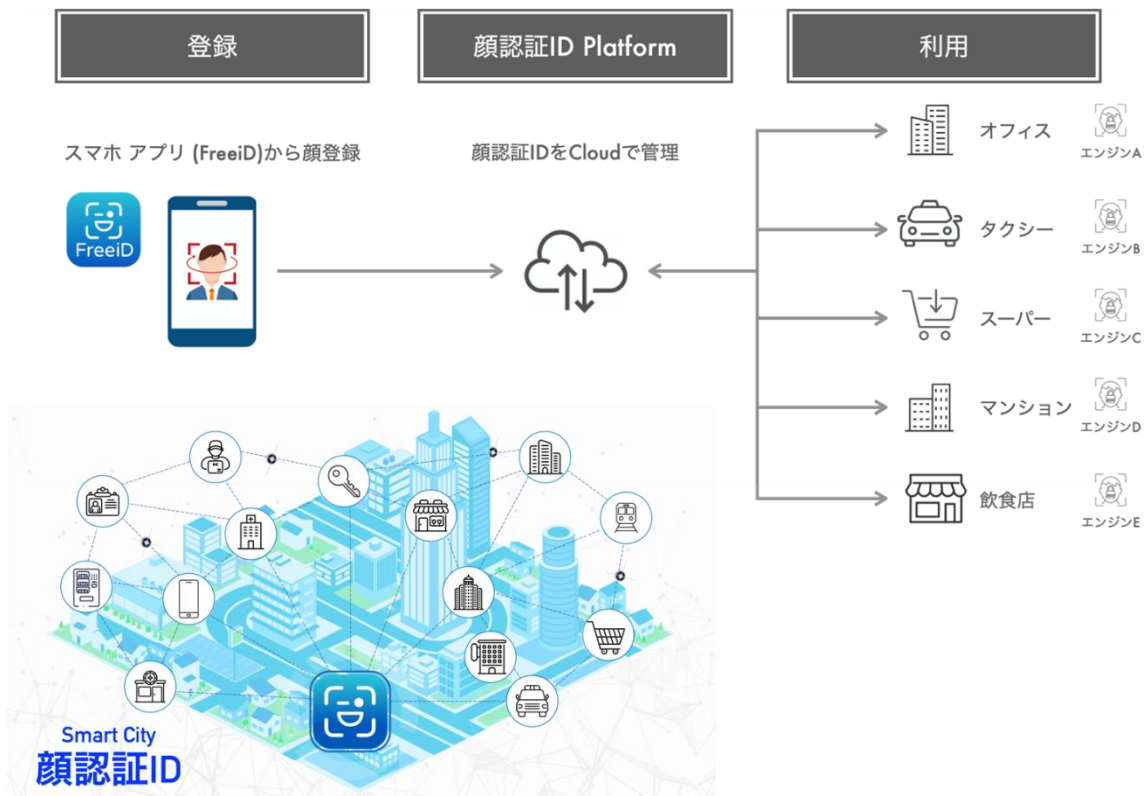 登録
顔認証ID Platform
利用
スマホ アプリ (FreeiD)から顔登録
顔認証IDをCloudで管理
FreeiD
オフィス
エンジンA
タクシー
エンジンB
スーパー
エンジンC
マンション
エンジンD
飲食店
エンジンE
Smart City
顔認証ID